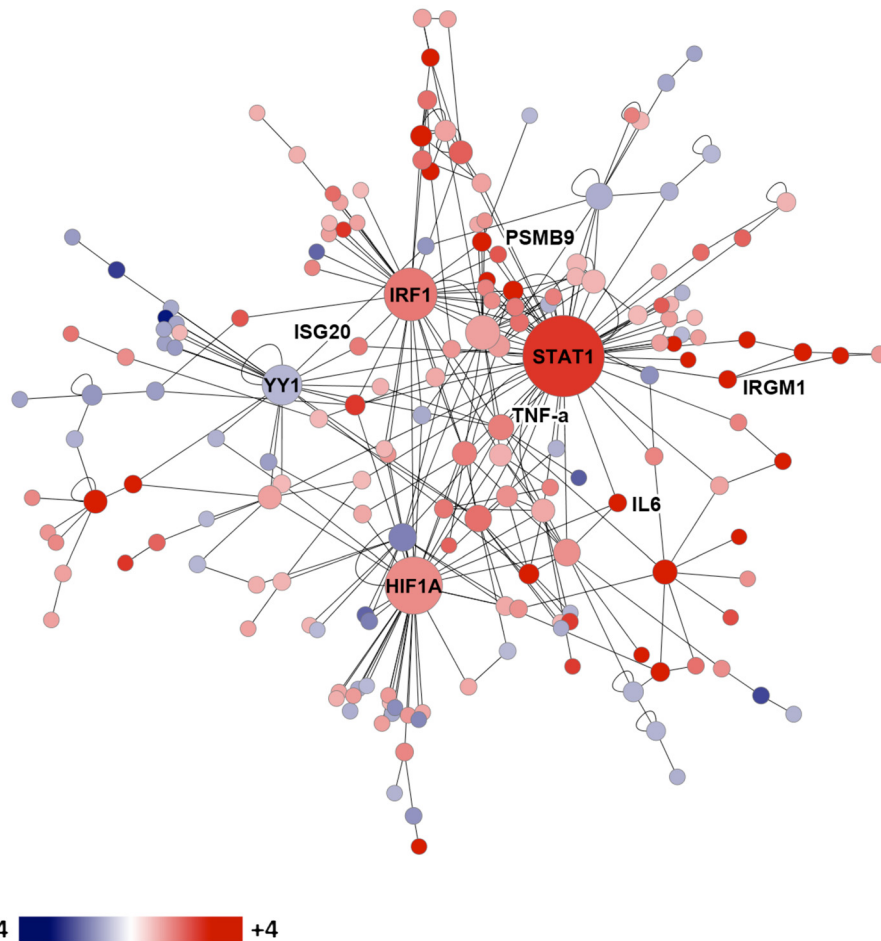 PSMB9
IRF1
ISG20
STAT1
YY1
IRGM1
TNF-a
IL6
HIF1A
4
+4